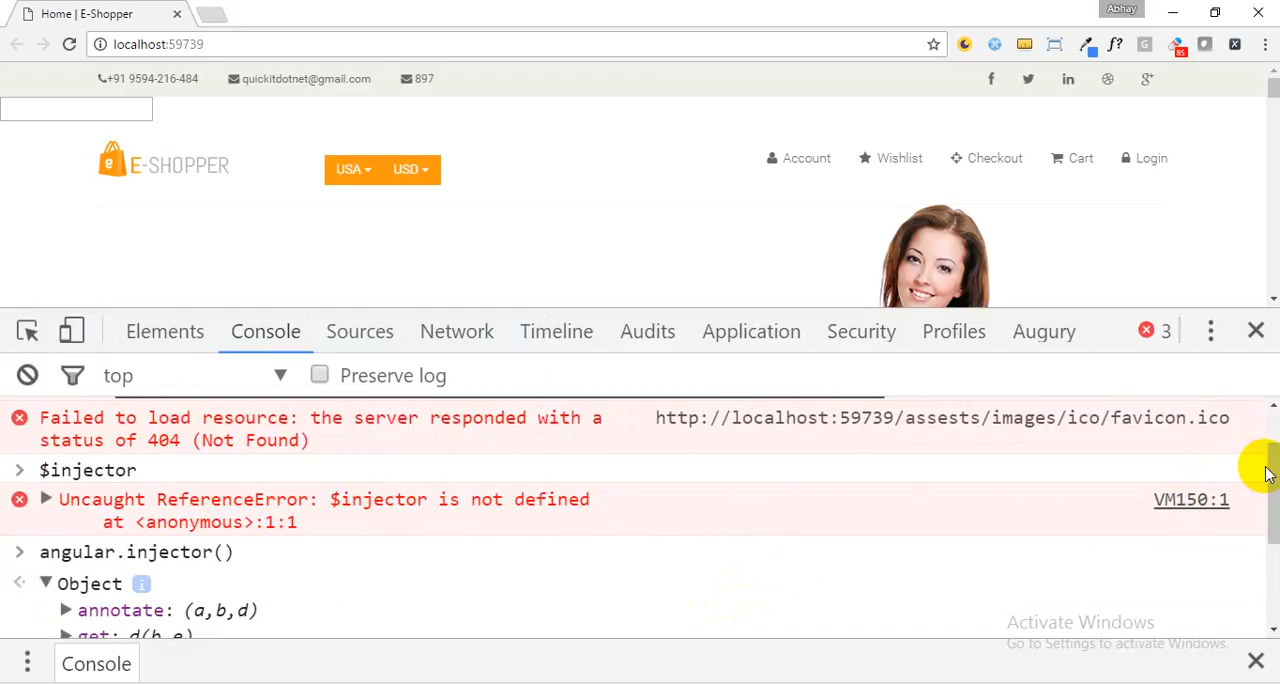 Home | E-Shopper
Abhay
localhost:59739
f?
G
85
X
+91 9594-216-484 quickitdotnet@gmail.com 897
E-SHOPPER
USA USD
Account Wishlist Checkout Cart Login
Elements Console Sources Network Timeline Audits Application Security Profiles Augury 3
top Preserve log
Failed to load resource: the server responded with a http://localhost:59739/assests/images/ico/favicon.ico
status of 404 (Not Found)
$injector
Uncaught ReferenceError: $injector is not defined VM150:1
at <anonymous>:1:1
angular.injector()
Object
annotate: (a,b,d)
get: d(b,e)
Activate Windows
Go to Settings to activate Windows.
Console